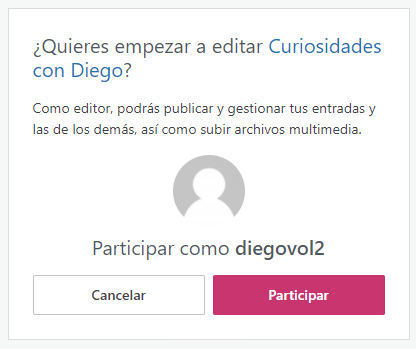 ¿Quieres empezar a editar Curiosidades
con Diego?
Como editor, podrás publicar y gestionar tus entradas y
las de los demás, así como subir archivos multimedia.
Participar como diegovol2
Cancelar
Participar